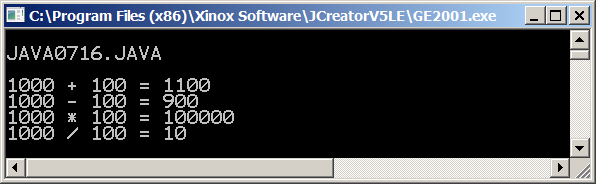 C:\Program Files (x86)\Xinox Software\JCreatorV5LE\GE2001.exe
JAVA0716.JAVA
1000 + 100 = 1100
1000 - 100 = 900
1000 * 100 = 100000
1000 / 100 = 10